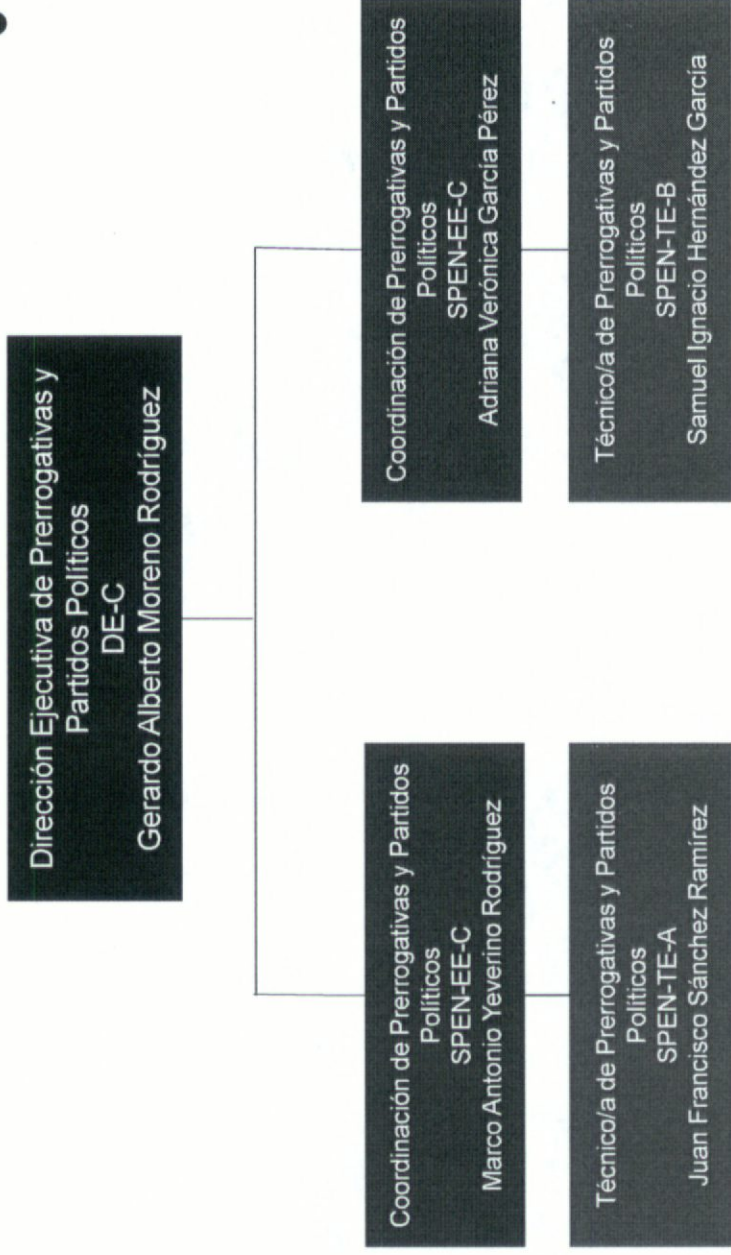 Dirección Ejecutiva de Prerrogativas y
Partidos Políticos
DE-C
Gerardo Alberto Moreno Rodríguez
Coordinación de Prerrogativas y Partidos
Políticos
SPEN-EE-C
Marco Antonio Yeverino Rodríguez
Técnico/a de Prerrogativas y Partidos
Políticos
SPEN-TE-A
Juan Francisco Sánchez Ramírez
Coordinación de Prerrogativas y Partidos
Políticos
SPEN-EE-C
Adriana Verónica García Pérez
Técnico/a de Prerrogativas y Partidos
Políticos
SPEN-TE-B
Samuel Ignacio Hernández García